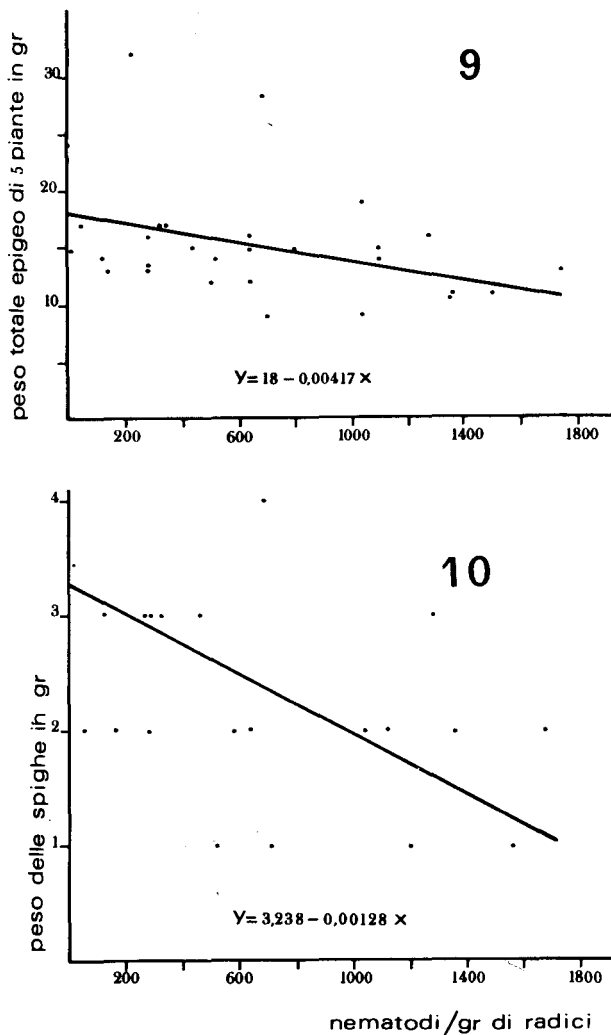 9
peso totale epigeo di 5 piante in gr
30
20
10
Y= 18 – 0,00417 x
200 600 1000 1400 1800
10
peso delle spighe in gr
4
3
2
1
Y= 3,238 – 0,00128 x
200 600 1000 1400 1800
nematodi/gr di radici